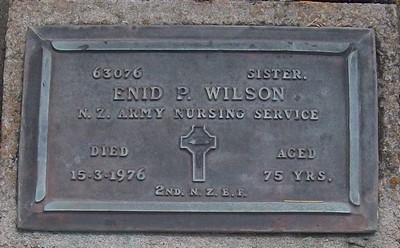 63076 SISTER.
ENID P. WILSON
N. Z. ARMY NURSING SERVICE
DIED AGED
15-3-1976 75 YRS.
2ND. N. Z. E. F.